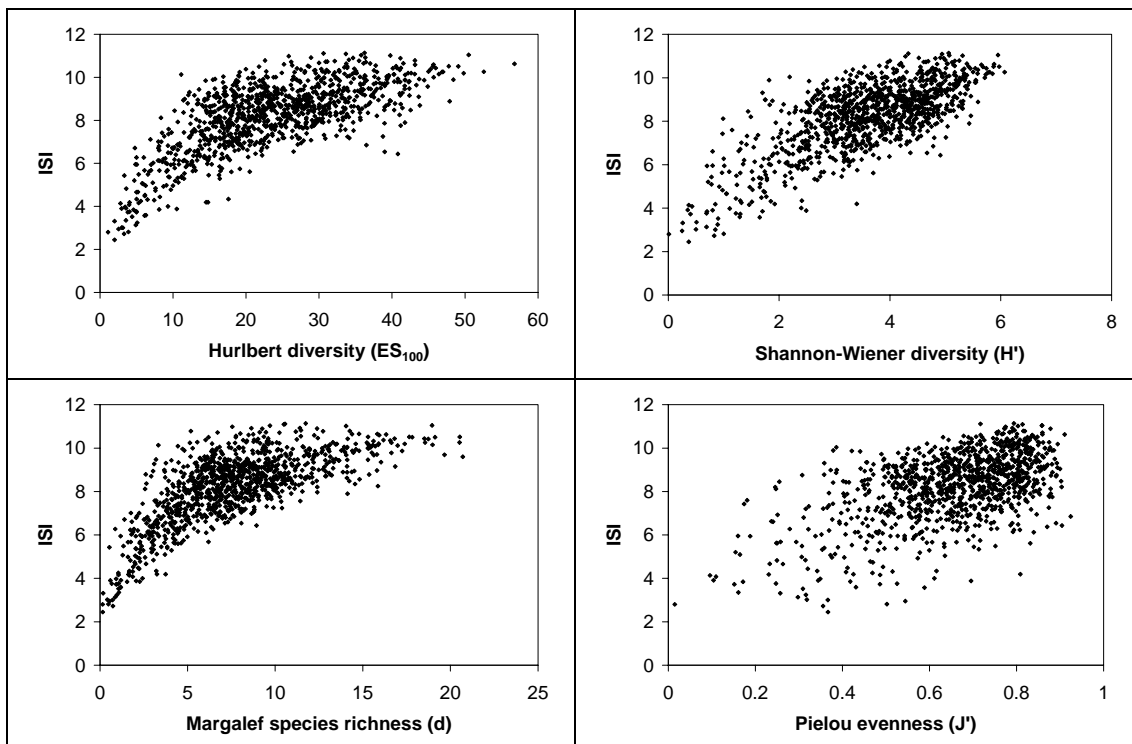 12
10
8
6
4
2
0
ISI
0 10 20 30 40 50 60
Hurlbert diversity (ES100)
12
10
8
6
4
2
0
ISI
0 2 4 6 8
Shannon-Wiener diversity (H')
12
10
8
6
4
2
0
ISI
0 5 10 15 20 25
Margalef species richness (d)
12
10
8
6
4
2
0
ISI
0 0.2 0.4 0.6 0.8 1
Pielou evenness (J')